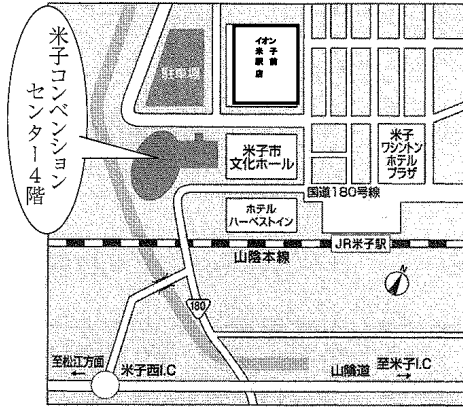 米子コンベンション
センター4階
駐車場
イオン
米子
駅前
店
米子市
文化ホール
米子
ワシントン
ホテル
プラザ
国道180号線
ホテル
ハーベストイン
JR米子駅
山陰本線
N
180
至松江方面
←
米子西I.C
山陰道
至米子I.C
→